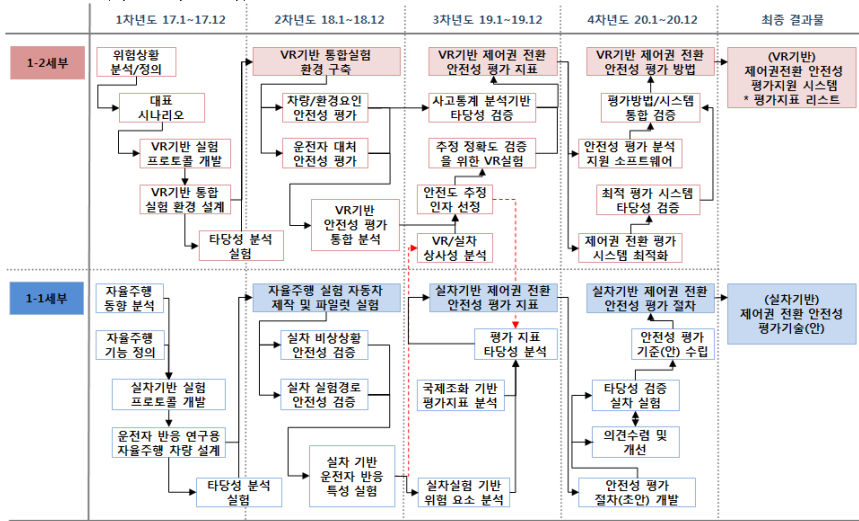 1차년도 17.1~17.12
2차년도 18.1~18.12
3차년도 19.1~19.12
4차년도 20.1~20.12
최종 결과물
1-2세부
위험상황
분석/정의
대표
시나리오
VR기반 실험
프로토콜 개발
VR기반 통합
실험 환경 설계
타당성 분석
실험
VR기반 통합실험
환경 구축
차량/환경요인
안전성 평가
운전자 대처
안전성 평가
VR기반
안전성 평가
통합 분석
VR기반 제어권 전환
안전성 평가 지표
사고통계 분석기반
타당성 검증
추정 정확도 검증
을 위한 VR실험
안전도 추정
인자 선정
VR/실차
상사성 분석
VR기반 제어권 전환
안전성 평가 방법
평가방법/시스템
통합 검증
안전성 평가 분석
지원 소프트웨어
최적 평가 시스템
타당성 검증
제어권 전환 평가
시스템 최적화
(VR기반)
제어권전환 안전성
평가지원 시스템
* 평가지표 리스트
1-1세부
자율주행
동향 분석
자율주행
기능 정의
실차기반 실험
프로토콜 개발
운전자 반응 연구용
자율주행 차량 설계
타당성 분석
실험
자율주행 실험 자동차
제작 및 파일럿 실험
실차 비상상황
안전성 검증
실차 실험경로
안전성 검증
실차 기반
운전자 반응
특성 실험
실차기반 제어권 전환
안전성 평가 지표
평가 지표
타당성 분석
국제조화 기반
평가지표 분석
실차실험 기반
위험 요소 분석
실차기반 제어권 전환
안전성 평가 절차
안전성 평가
기준(안) 수립
타당성 검증
실차 실험
의견수렴 및
개선
안전성 평가
절차(초안) 개발
(실차기반)
제어권 전환 안전성
평가기술(안)